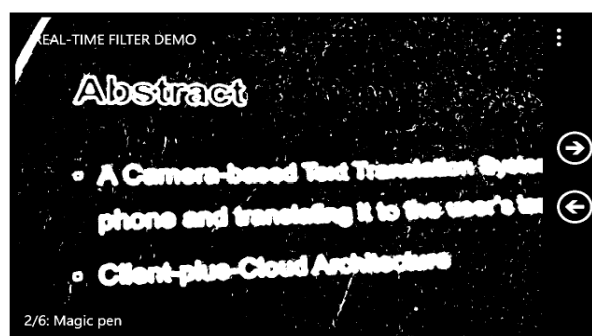 REAL-TIME FILTER DEMO
Abstract
A Camera-based Text Translation Syste
phone and translating it to the user's
Client-plus-Cloud Architecture
2/6: Magic pen